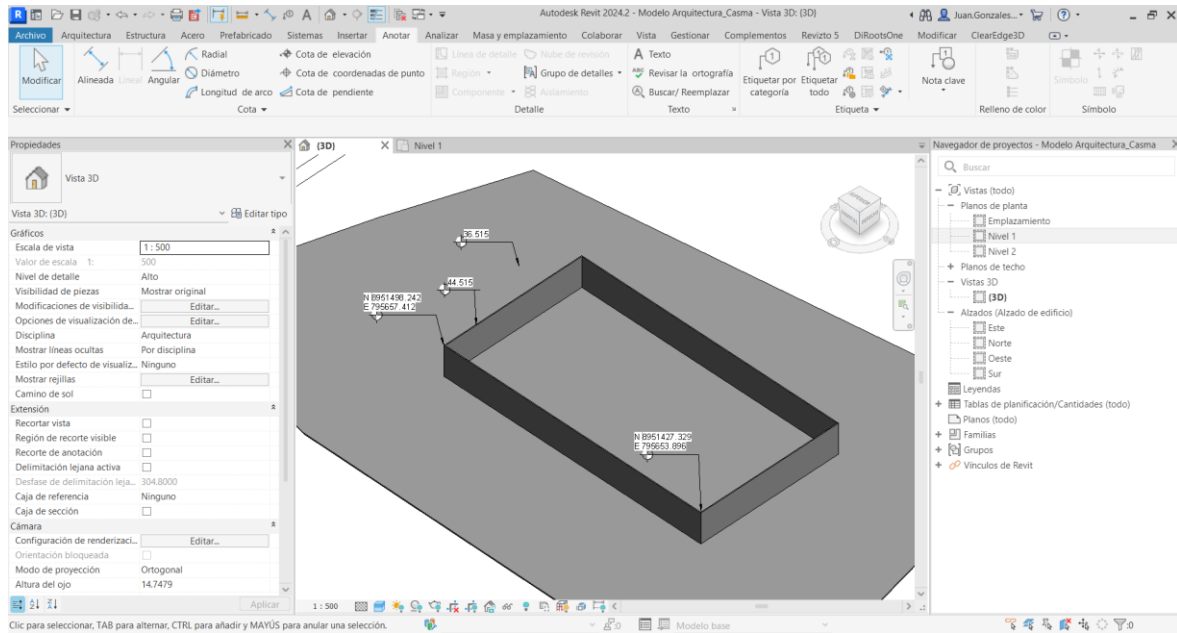 Autodesk Revit 2024.2 - Modelo Arquitectura_Casma - Vista 3D: {3D}
Juan.Gonzales...
Archivo Arquitectura Estructura Acero Prefabricado Sistemas Insertar Anotar Analizar Masa y emplazamiento Colaborar Vista Gestionar Complementos Revizto 5 DiRootsOne Modificar ClearEdge3D
Modificar
Alineada Lineal Angular
Radial
Diámetro
Longitud de arco
Cota de elevación
Cota de coordenadas de punto
Cota de pendiente
Línea de detalle
Nube de revisión
Región
Grupo de detalles
Componente
Aislamiento
A Texto
ABC Revisar la ortografía
Buscar/ Reemplazar
Etiquetar por categoría
Etiquetar todo
Nota clave
Símbolo
Seleccionar
Cota
Detalle
Texto
Etiqueta
Relleno de color
Símbolo
Propiedades
Vista 3D
Vista 3D: {3D}
Editar tipo
Gráficos
Escala de vista 1 : 500
Valor de escala 1: 500
Nivel de detalle Alto
Visibilidad de piezas Mostrar original
Modificaciones de visibilida... Editar...
Opciones de visualización de... Editar...
Disciplina Arquitectura
Mostrar líneas ocultas Por disciplina
Estilo por defecto de visualiz... Ninguno
Mostrar rejillas Editar...
Camino de sol
Extensión
Recortar vista
Región de recorte visible
Recorte de anotación
Delimitación lejana activa
Desfase de delimitación leja... 304.8000
Caja de referencia Ninguno
Caja de sección
Cámara
Configuración de renderizaci... Editar...
Orientación bloqueada
Modo de proyección Ortogonal
Altura del ojo 14.7479
Aplicar
{3D}
Nivel 1
36.515
44.515
N 8951498.242
E 795657.412
N 8951427.329
E 795653.896
1 : 500
Navegador de proyectos - Modelo Arquitectura_Casma
Buscar
Vistas (todo)
Planos de planta
Emplazamiento
Nivel 1
Nivel 2
Planos de techo
Vistas 3D
{3D}
Alzados (Alzado de edificio)
Este
Norte
Oeste
Sur
Leyendas
Tablas de planificación/Cantidades (todo)
Planos (todo)
Familias
Grupos
Vínculos de Revit
Clic para seleccionar, TAB para alternar, CTRL para añadir y MAYÚS para anular una selección.
:0
Modelo base
:0